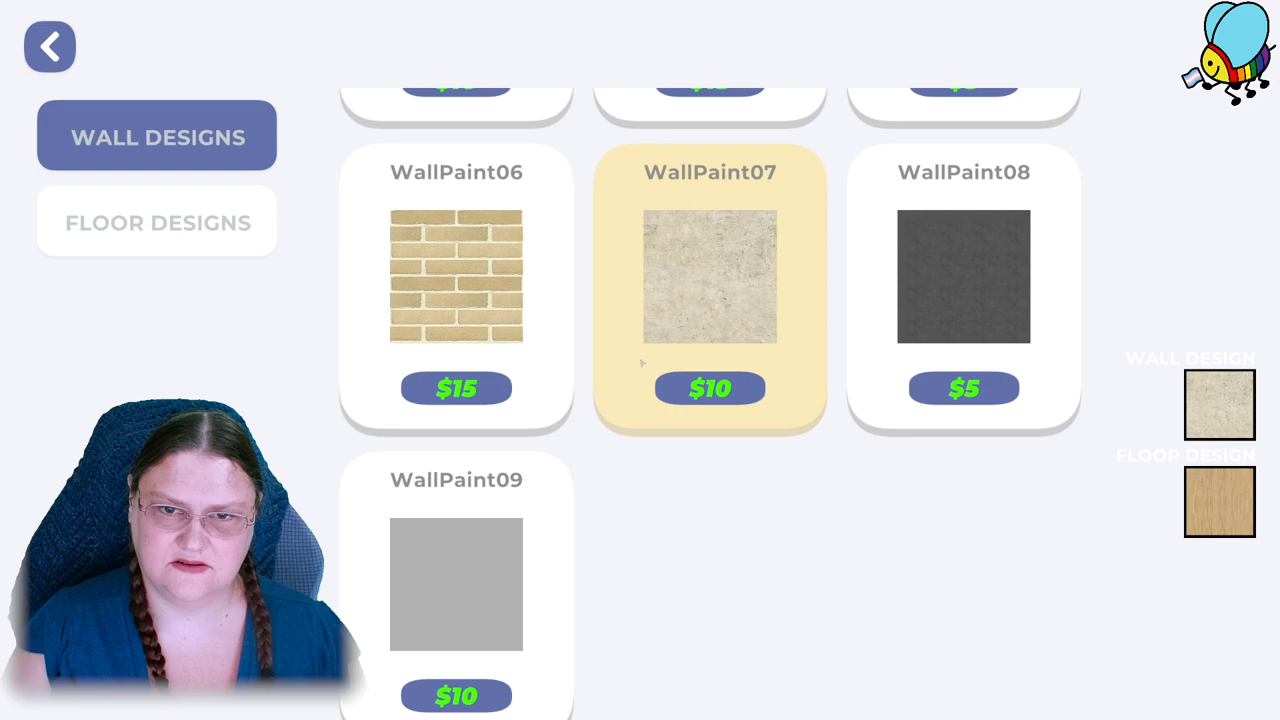 WALL DESIGNS
FLOOR DESIGNS
WallPaint06
WallPaint07
WallPaint08
$15
$10
$5
WallPaint09
$10
WALL DESIGN
FLOOR DESIGN